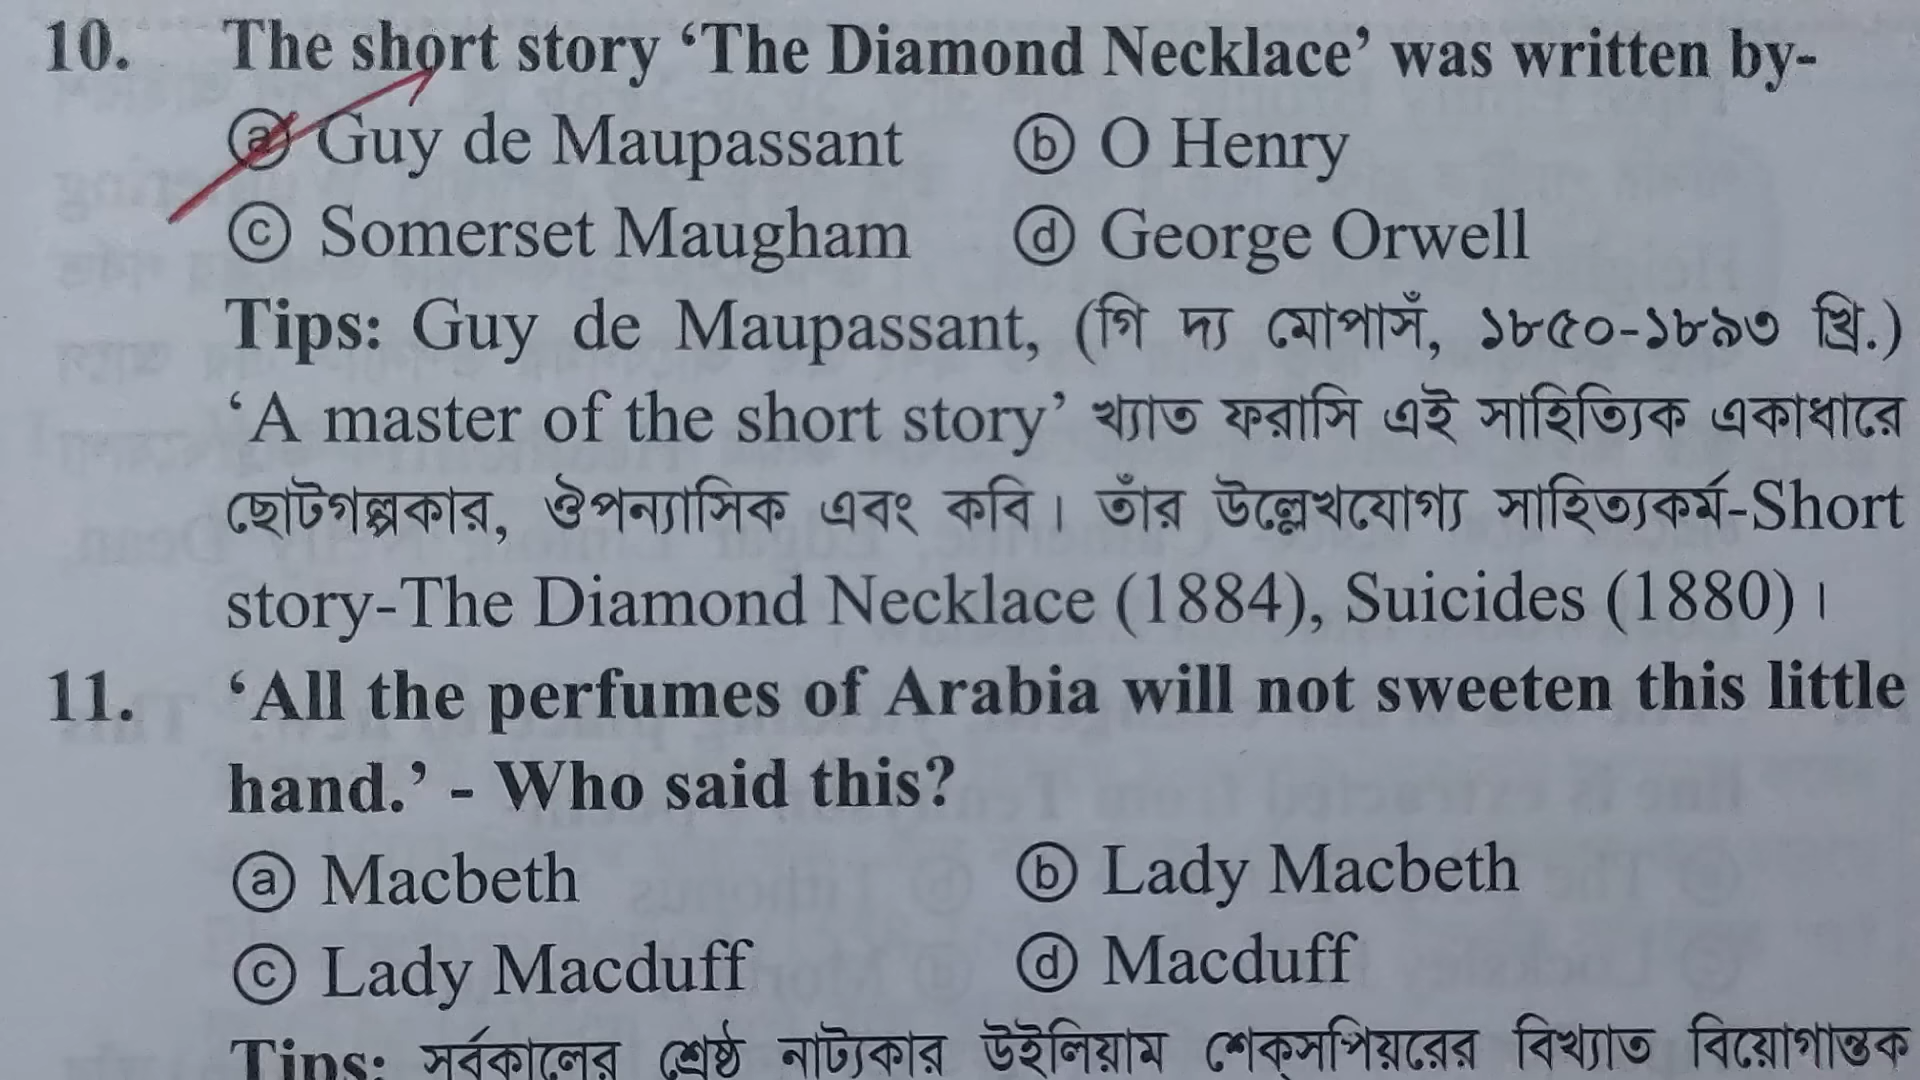 10. The short story ‘The Diamond Necklace’ was written by-
ⓐ Guy de Maupassant ⓑ O Henry
ⓒ Somerset Maugham ⓓ George Orwell
Tips: Guy de Maupassant, (গি দ্য মোপাসঁ, ১৮৫০-১৮৯৩ খ্রি.)
‘A master of the short story’ খ্যাত ফরাসি এই সাহিত্যিক একাধারে
ছোটগল্পকার, ঔপন্যাসিক এবং কবি। তাঁর উল্লেখযোগ্য সাহিত্যকর্ম-Short
story-The Diamond Necklace (1884), Suicides (1880)।
11. ‘All the perfumes of Arabia will not sweeten this little
hand.’ - Who said this?
ⓐ Macbeth ⓑ Lady Macbeth
ⓒ Lady Macduff ⓓ Macduff
Tips: সর্বকালের শ্রেষ্ঠ নাট্যকার উইলিয়াম শেক্সপিয়রের বিখ্যাত বিয়োগান্তক